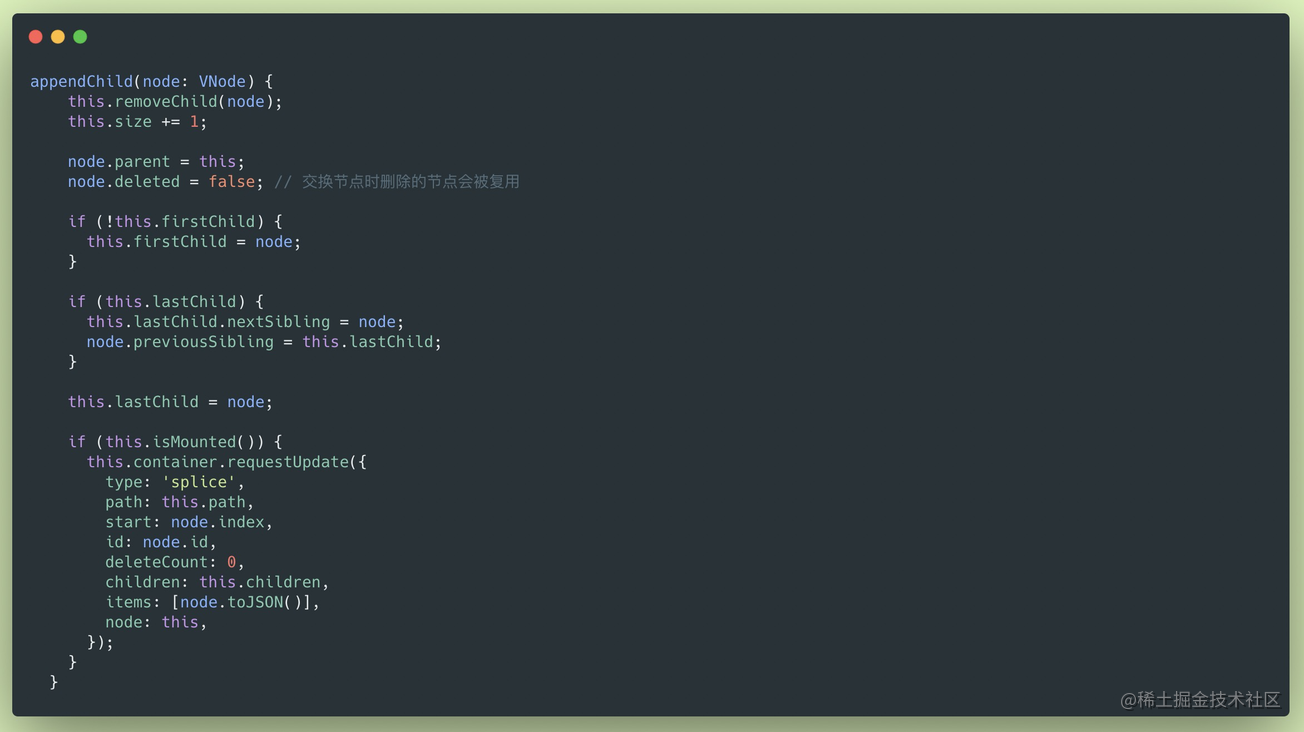 appendChild(node: VNode) {
    this.removeChild(node);
    this.size += 1;

    node.parent = this;
    node.deleted = false; // 交换节点时删除的节点会被复用

    if (!this.firstChild) {
      this.firstChild = node;
    }

    if (this.lastChild) {
      this.lastChild.nextSibling = node;
      node.previousSibling = this.lastChild;
    }

    this.lastChild = node;

    if (this.isMounted()) {
      this.container.requestUpdate({
        type: 'splice',
        path: this.path,
        start: node.index,
        id: node.id,
        deleteCount: 0,
        children: this.children,
        items: [node.toJSON()],
        node: this,
      });
    }
  }
@稀土掘金技术社区